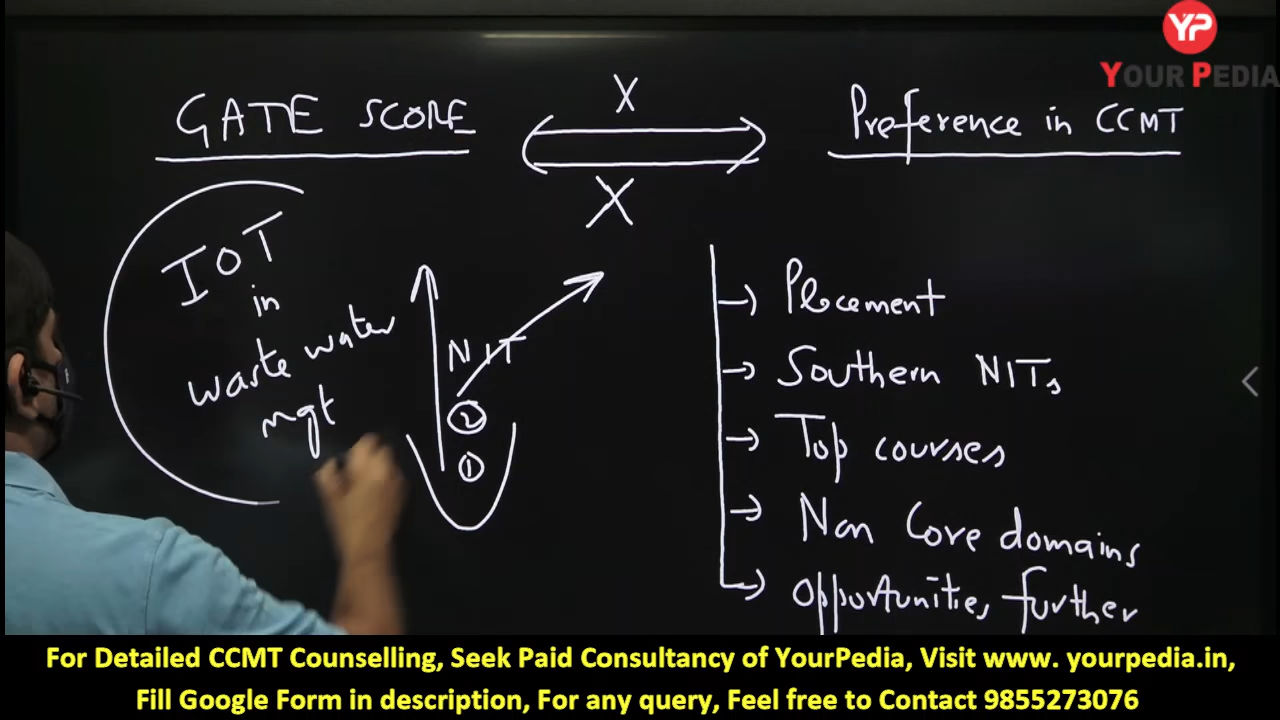 YP
YOUR PEDIA
GATE SCORE
X
X
Preference in CCMT
IOT
in
waste water
mgt
NIT
2
1
Placement
Southern NITs
Top courses
Non Core domains
Opportunities further
For Detailed CCMT Counselling, Seek Paid Consultancy of YourPedia, Visit www. yourpedia.in,
Fill Google Form in description, For any query, Feel free to Contact 9855273076